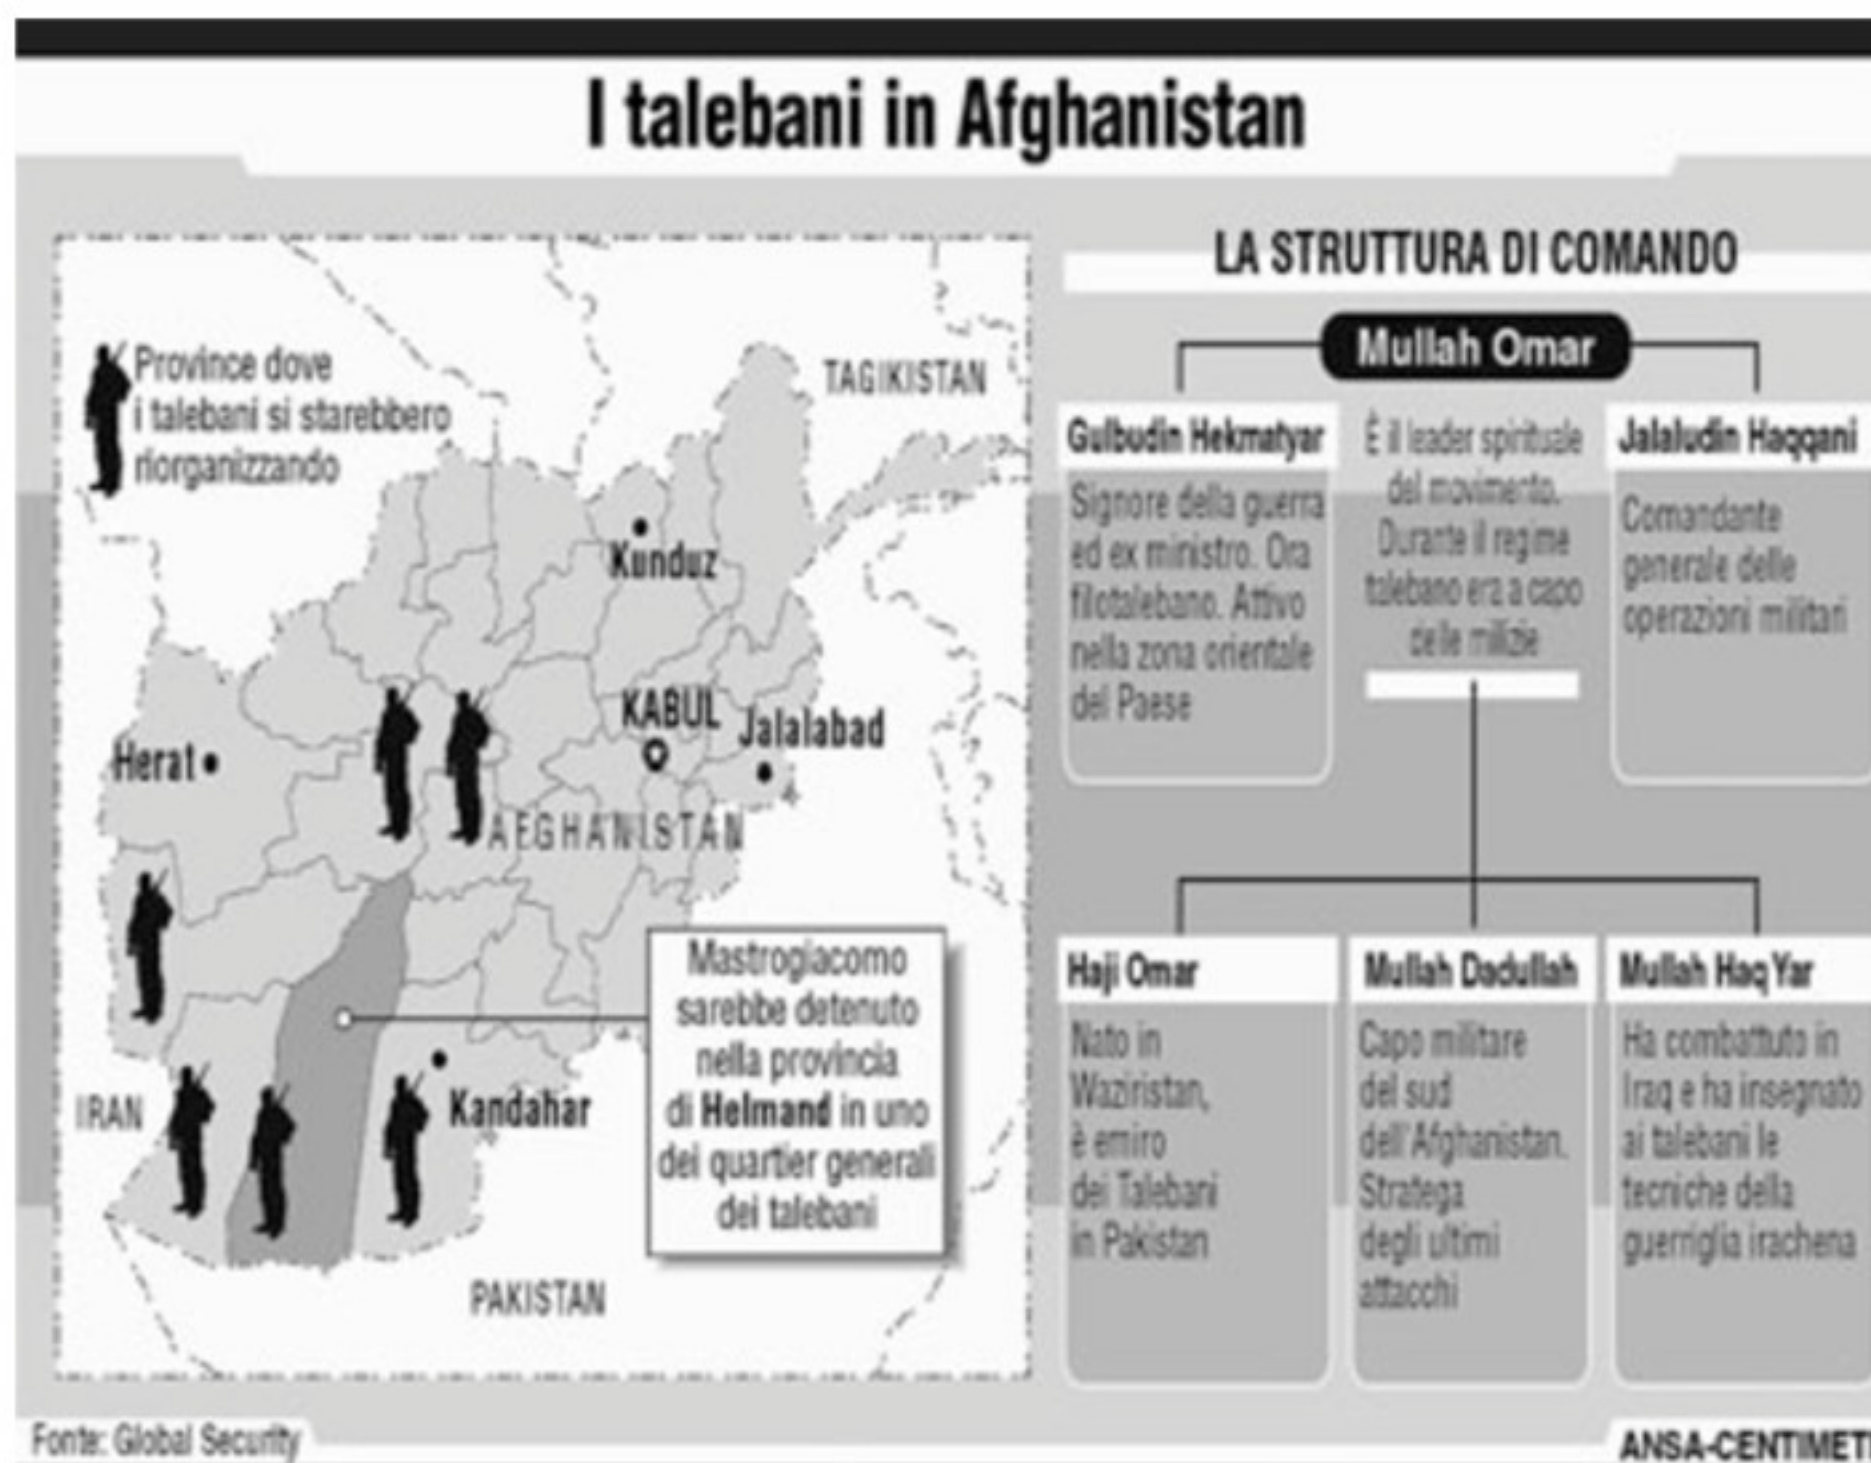 I talebani in Afghanistan
Province dove
i talebani si starebbero
riorganizzando
TAGIKISTAN
Kunduz
KABUL
Jalalabad
Herat
AFGHANISTAN
Mastrogiacomo
sarebbe detenuto
nella provincia
di Helmand in uno
dei quartier generali
dei talebani
IRAN
Kandahar
PAKISTAN
LA STRUTTURA DI COMANDO
Mullah Omar
È il leader spirituale
del movimento.
Durante il regime
talebano era a capo
delle milizie
Gulbudin Hekmatyar
Signore della guerra
ed ex ministro. Ora
filotalebano. Attivo
nella zona orientale
del Paese
Jalaludin Haqqani
Comandante
generale delle
operazioni militari
Haji Omar
Nato in
Waziristan,
è emiro
dei Talebani
in Pakistan
Mullah Dadullah
Capo militare
del sud
dell'Afghanistan.
Stratega
degli ultimi
attacchi
Mullah Haq Yar
Ha combattuto in
Iraq e ha insegnato
ai talebani le
tecniche della
guerriglia irachena
Fonte: Global Security
ANSA-CENTIMET